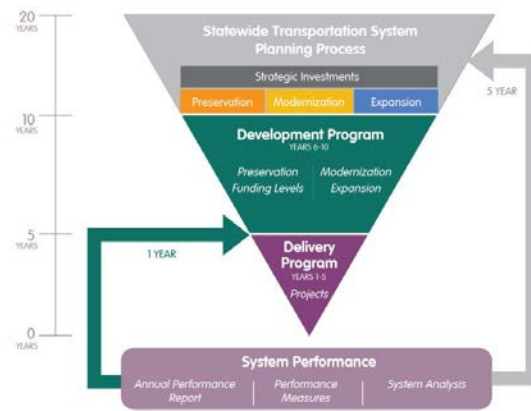 20
YEARS
Statewide Transportation System
Planning Process
Strategic Investments
Preservation Modernization Expansion
5 YEAR
10
YEARS
Development Program
YEARS 6-10
Preservation Modernization
Funding Levels Expansion
5
YEARS
1 YEAR
Delivery
Program
YEARS 1-5
Projects
0
YEARS
System Performance
Annual Performance Performance System Analysis
Report Measures